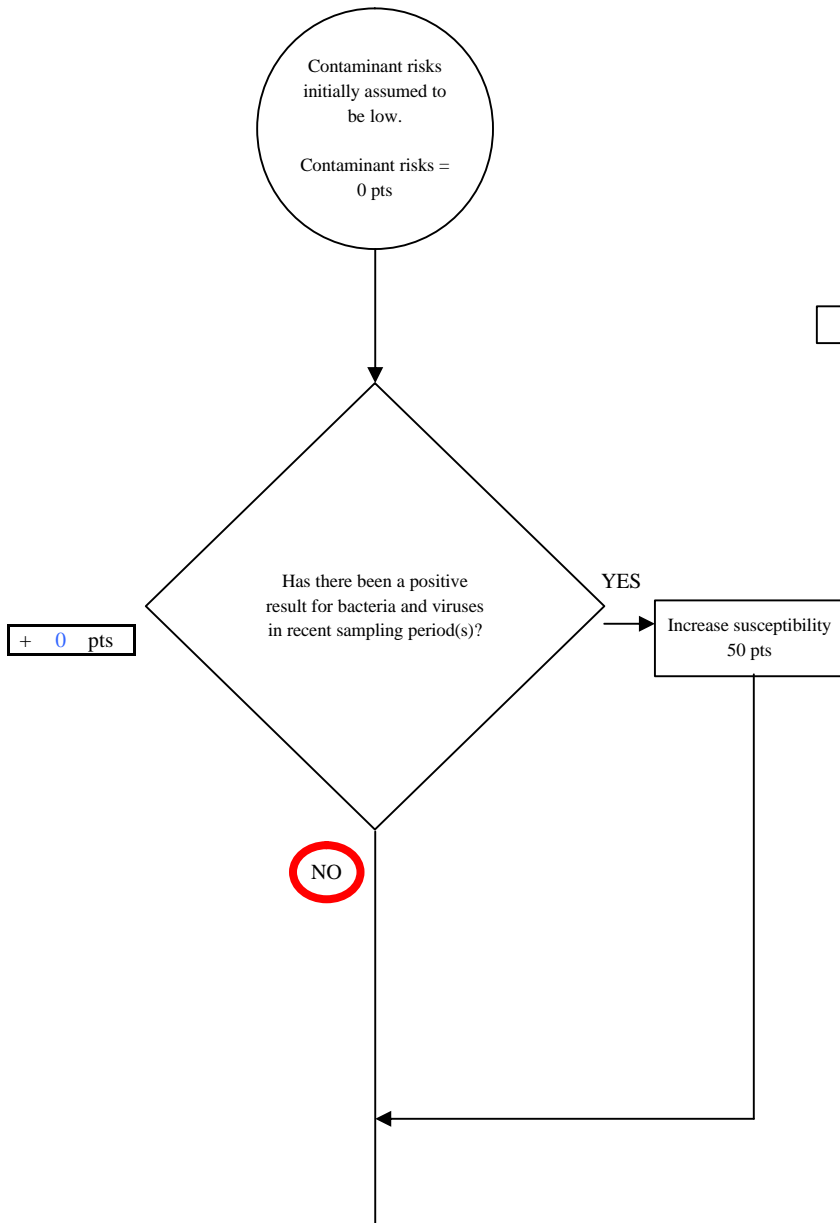 Contaminant risks
initially assumed to
be low.
Contaminant risks =
0 pts
Has there been a positive
result for bacteria and viruses
in recent sampling period(s)?
YES
Increase susceptibility
50 pts
+ 0 pts
NO